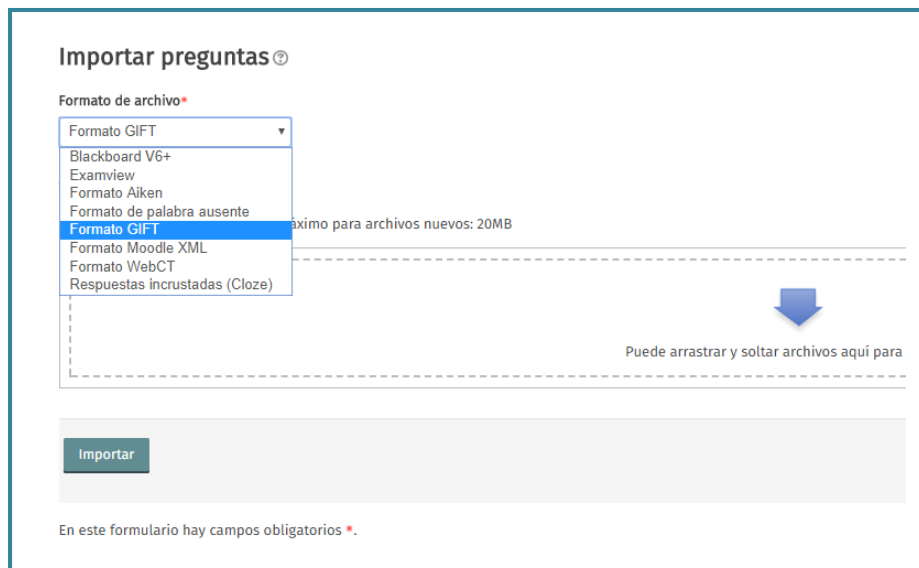 Importar preguntas
Formato de archivo*
Formato GIFT
Blackboard V6+
Examview
Formato Aiken
Formato de palabra ausente
Formato GIFT
Formato Moodle XML
Formato WebCT
Respuestas incrustadas (Cloze)
para archivos nuevos: 20MB
Puede arrastrar y soltar archivos aquí para
Importar
En este formulario hay campos obligatorios *.